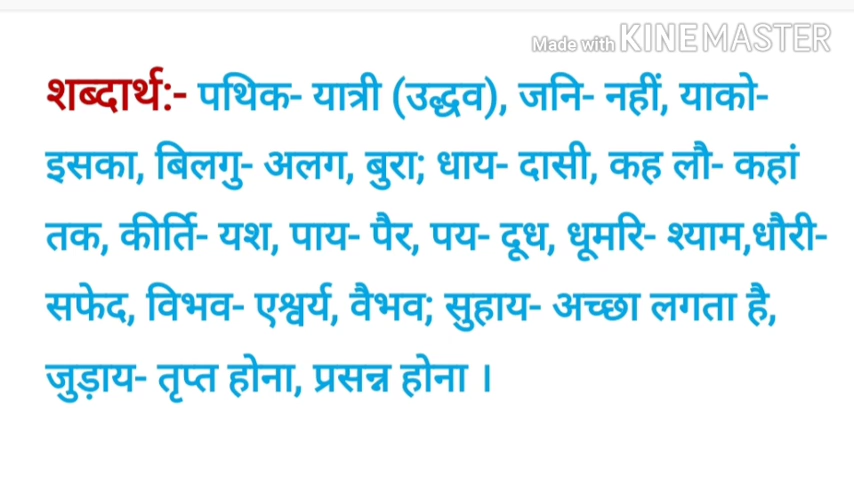 Made with KINEMASTER
शब्दार्थ:- पथिक- यात्री (उद्धव), जनि- नहीं, याको-
इसका, बिलगु- अलग, बुरा; धाय- दासी, कह लौ- कहां
तक, कीर्ति- यश, पाय- पैर, पय- दूध, धूमरि- श्याम,धौरी-
सफेद, विभव- एश्वर्य, वैभव; सुहाय- अच्छा लगता है,
जुड़ाय- तृप्त होना, प्रसन्न होना ।